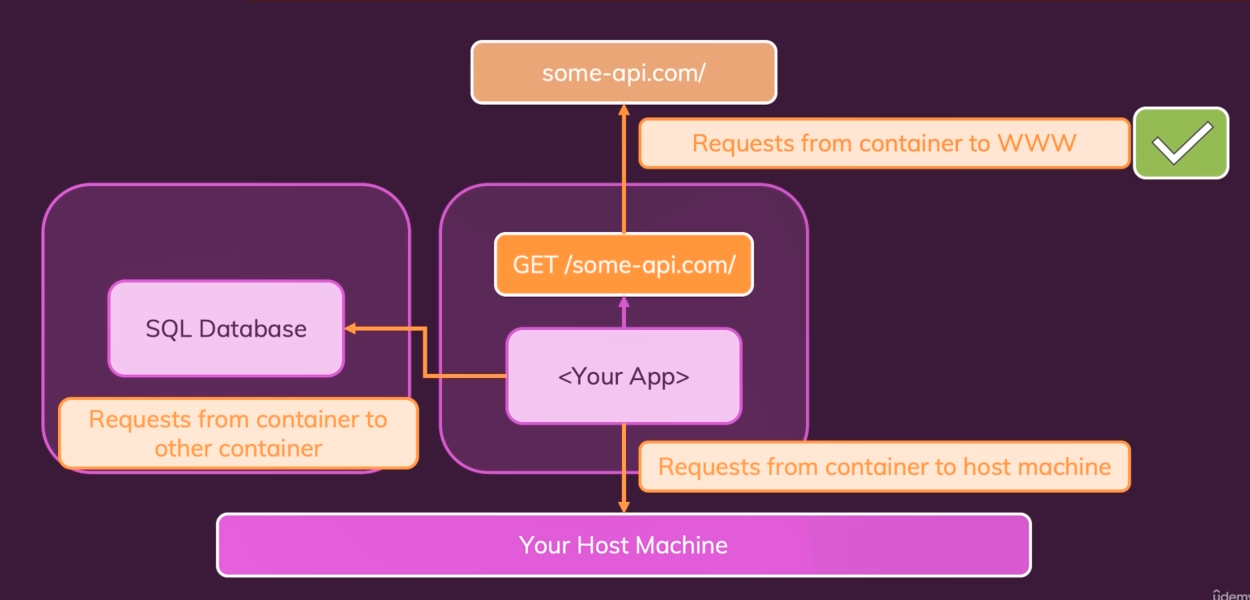 some-api.com/
Requests from container to WWW
GET /some-api.com/
SQL Database
<Your App>
Requests from container to
other container
Requests from container to host machine
Your Host Machine
ûdemy